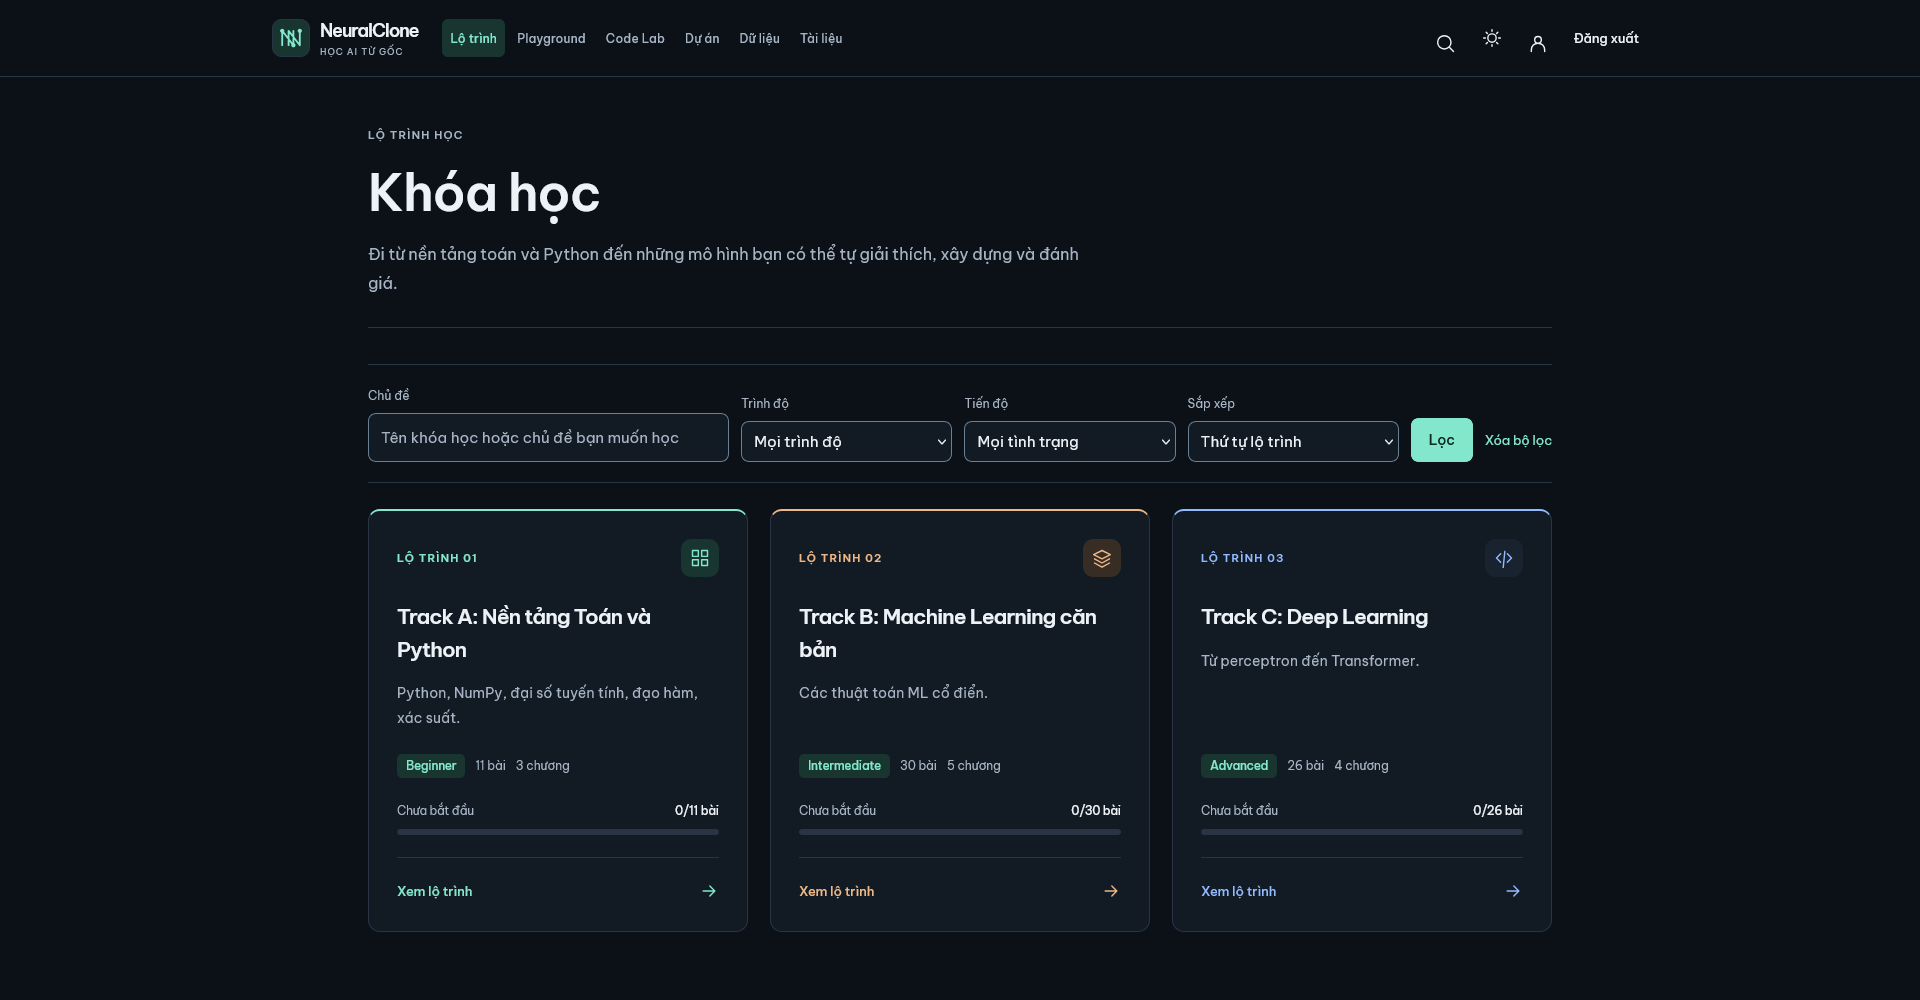 NeuralClone
HỌC AI TỪ GỐC
Lộ trình
Playground
Code Lab
Dự án
Dữ liệu
Tài liệu
Đăng xuất
LỘ TRÌNH HỌC
Khóa học
Đi từ nền tảng toán và Python đến những mô hình bạn có thể tự giải thích, xây dựng và đánh
giá.
Chủ đề
Tên khóa học hoặc chủ đề bạn muốn học
Trình độ
Mọi trình độ
Tiến độ
Mọi tình trạng
Sắp xếp
Thứ tự lộ trình
Lọc
Xóa bộ lọc
LỘ TRÌNH 01
Track A: Nền tảng Toán và
Python
Python, NumPy, đại số tuyến tính, đạo hàm,
xác suất.
Beginner 11 bài 3 chương
Chưa bắt đầu 0/11 bài
Xem lộ trình
LỘ TRÌNH 02
Track B: Machine Learning căn
bản
Các thuật toán ML cổ điển.
Intermediate 30 bài 5 chương
Chưa bắt đầu 0/30 bài
Xem lộ trình
LỘ TRÌNH 03
Track C: Deep Learning
Từ perceptron đến Transformer.
Advanced 26 bài 4 chương
Chưa bắt đầu 0/26 bài
Xem lộ trình